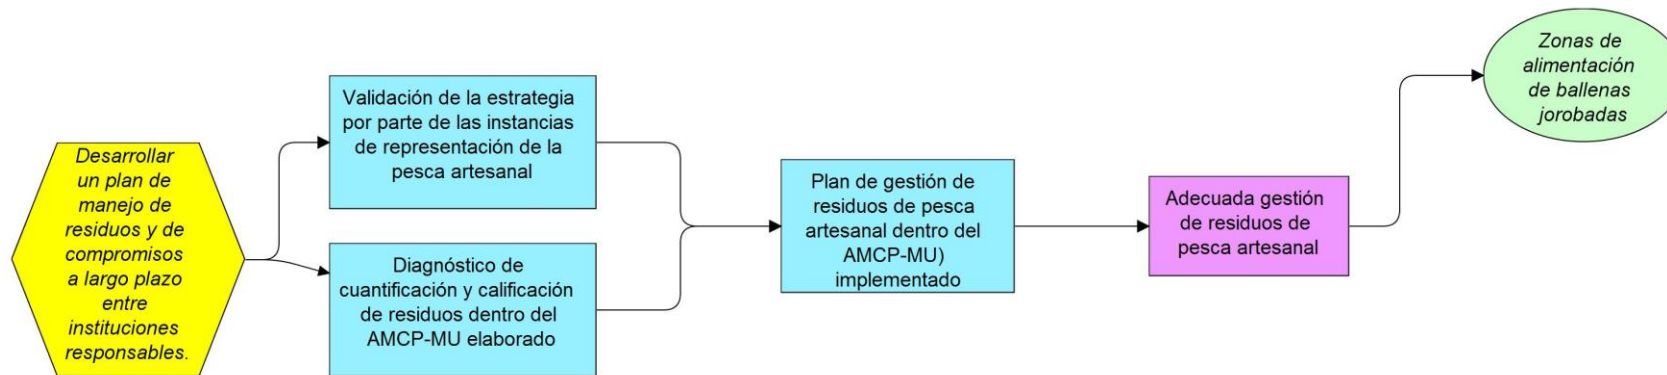 Desarrollar
un plan de
manejo de
residuos y de
compromisos
a largo plazo
entre
instituciones
responsables.
Validación de la estrategia
por parte de las instancias
de representación de la
pesca artesanal
Diagnóstico de
cuantificación y calificación
de residuos dentro del
AMCP-MU elaborado
Plan de gestión de
residuos de pesca
artesanal dentro del
AMCP-MU)
implementado
Adecuada gestión
de residuos de
pesca artesanal
Zonas de
alimentación
de ballenas
jorobadas